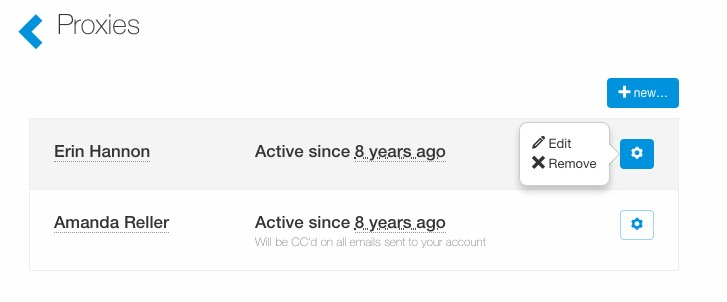 Proxies
new...
Erin Hannon
Active since 8 years ago
Edit
Remove
Amanda Reller
Active since 8 years ago
Will be CC'd on all emails sent to your account